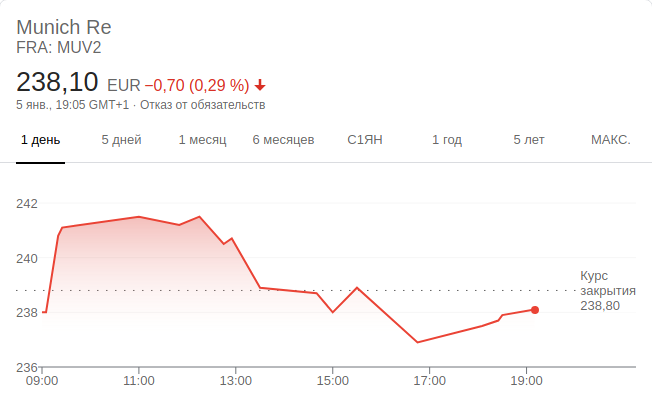 Munich Re
FRA: MUV2
238,10 EUR −0,70 (0,29 %)
5 янв., 19:05 GMT+1 · Отказ от обязательств
1 день 5 дней 1 месяц 6 месяцев С1ЯН 1 год 5 лет МАКС.
242
240
Курс
закрытия
238,80
238
236
09:00 11:00 13:00 15:00 17:00 19:00